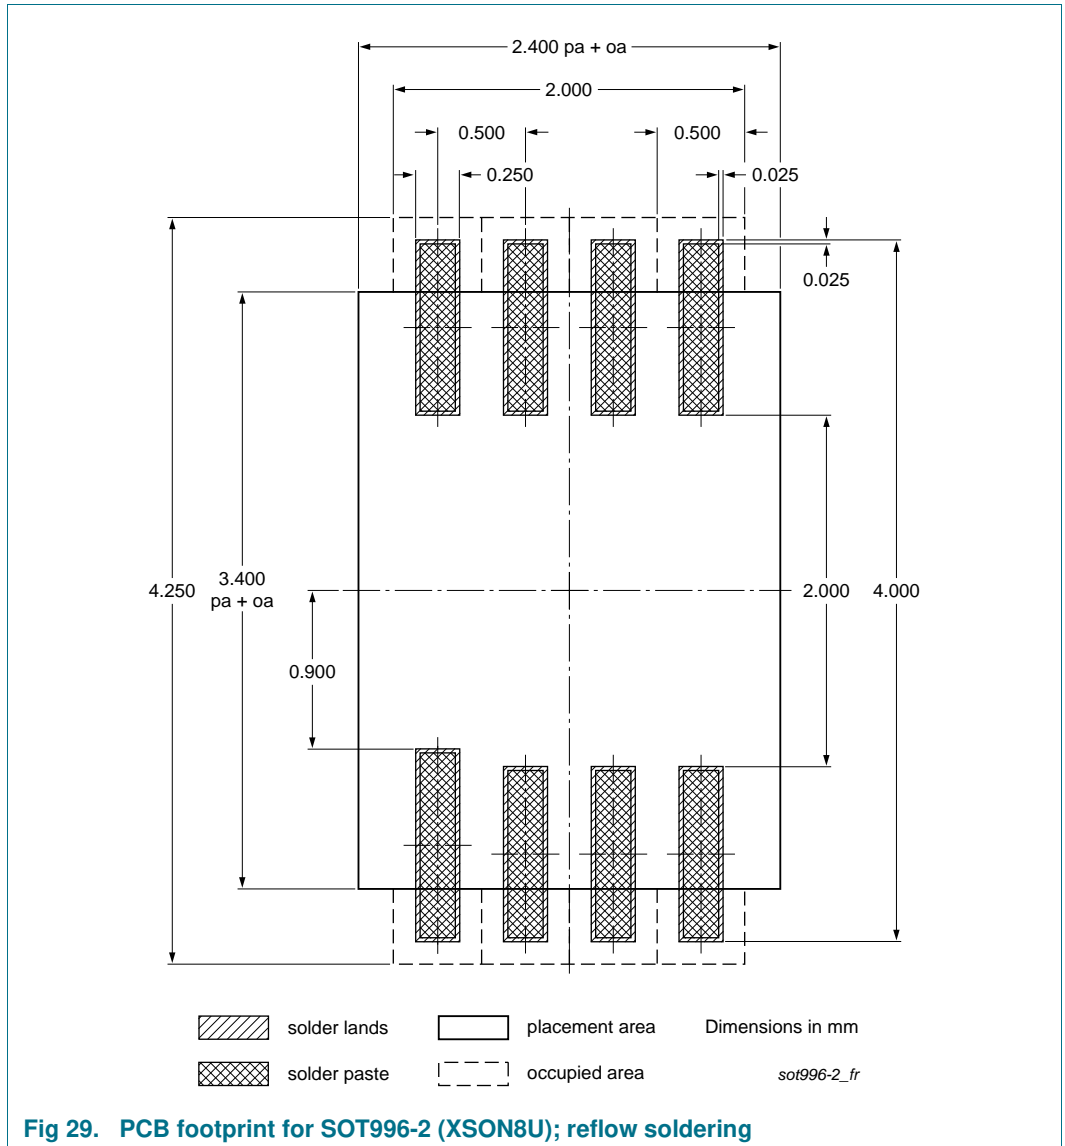 2.400 pa + oa
2.000
0.500
0.500
0.250
0.025
0.025
4.250
3.400
pa + oa
2.000
4.000
0.900
solder lands
placement area
Dimensions in mm
solder paste
occupied area
sot996-2_fr
Fig 29. PCB footprint for SOT996-2 (XSON8U); reflow soldering